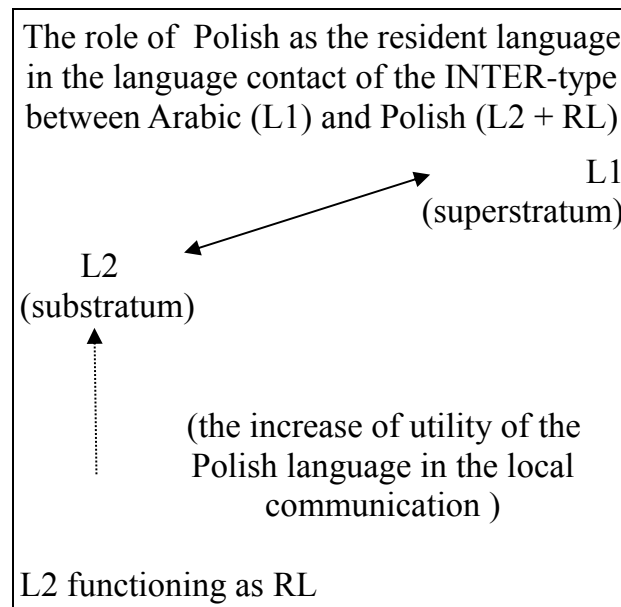 The role of Polish as the resident language
in the language contact of the INTER-type
between Arabic (L1) and Polish (L2 + RL)
L1
(superstratum)
L2
(substratum)
(the increase of utility of the
Polish language in the local
communication )
L2 functioning as RL